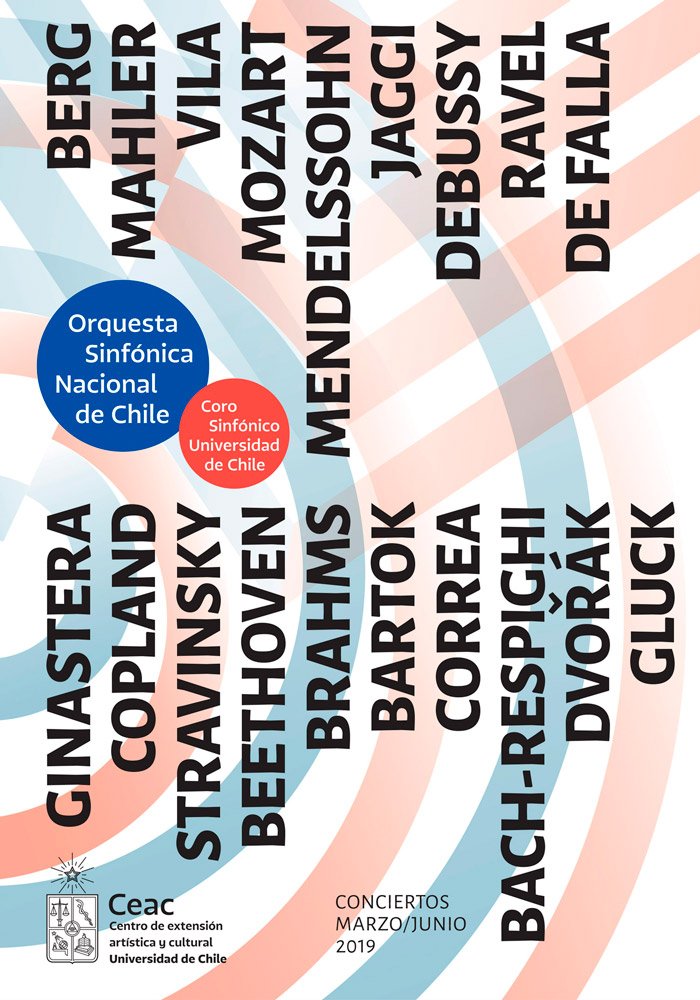 BERG
MAHLER
VILA
MOZART
MENDELSSOHN
JAGGI
DEBUSSY
RAVEL
DE FALLA
Orquesta
Sinfónica
Nacional
de Chile
Coro
Sinfónico
Universidad
de Chile
GINASTERA
COPLAND
STRAVINSKY
BEETHOVEN
BRAHMS
BARTOK
CORREA
BACH-RESPIGHI
DVOŘÁK
GLUCK
Ceac
Centro de extensión
artística y cultural
Universidad de Chile
CONCIERTOS
MARZO/JUNIO
2019